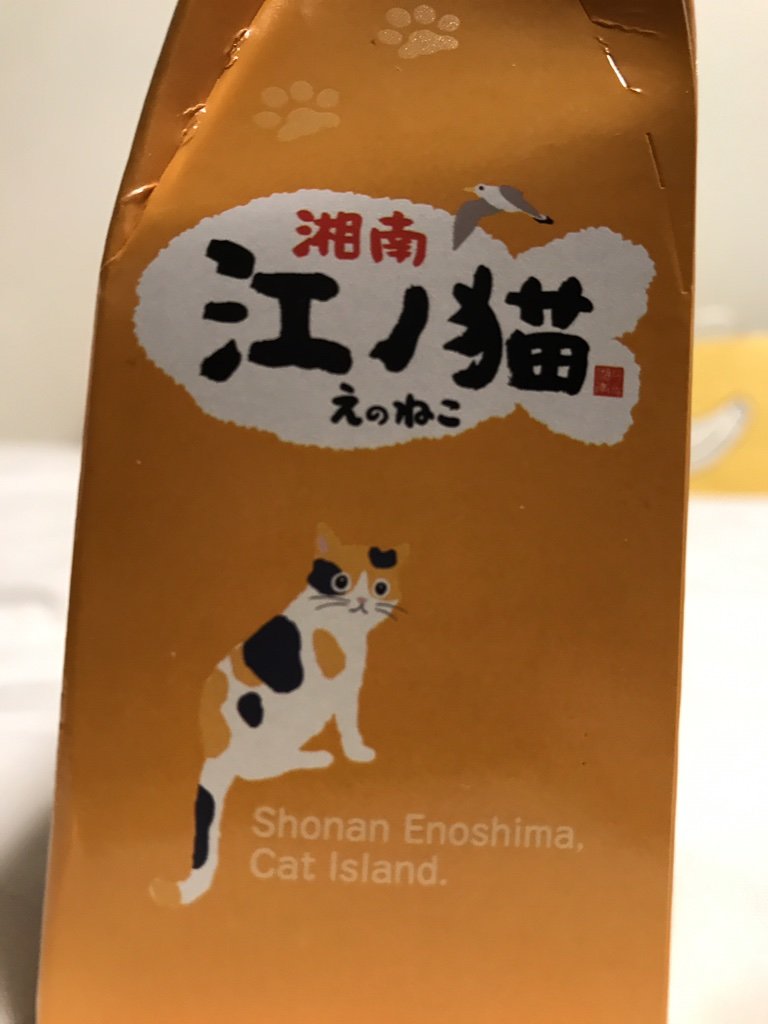 湘南
江ノ猫
えのねこ
Shonan Enoshima,
Cat Island.